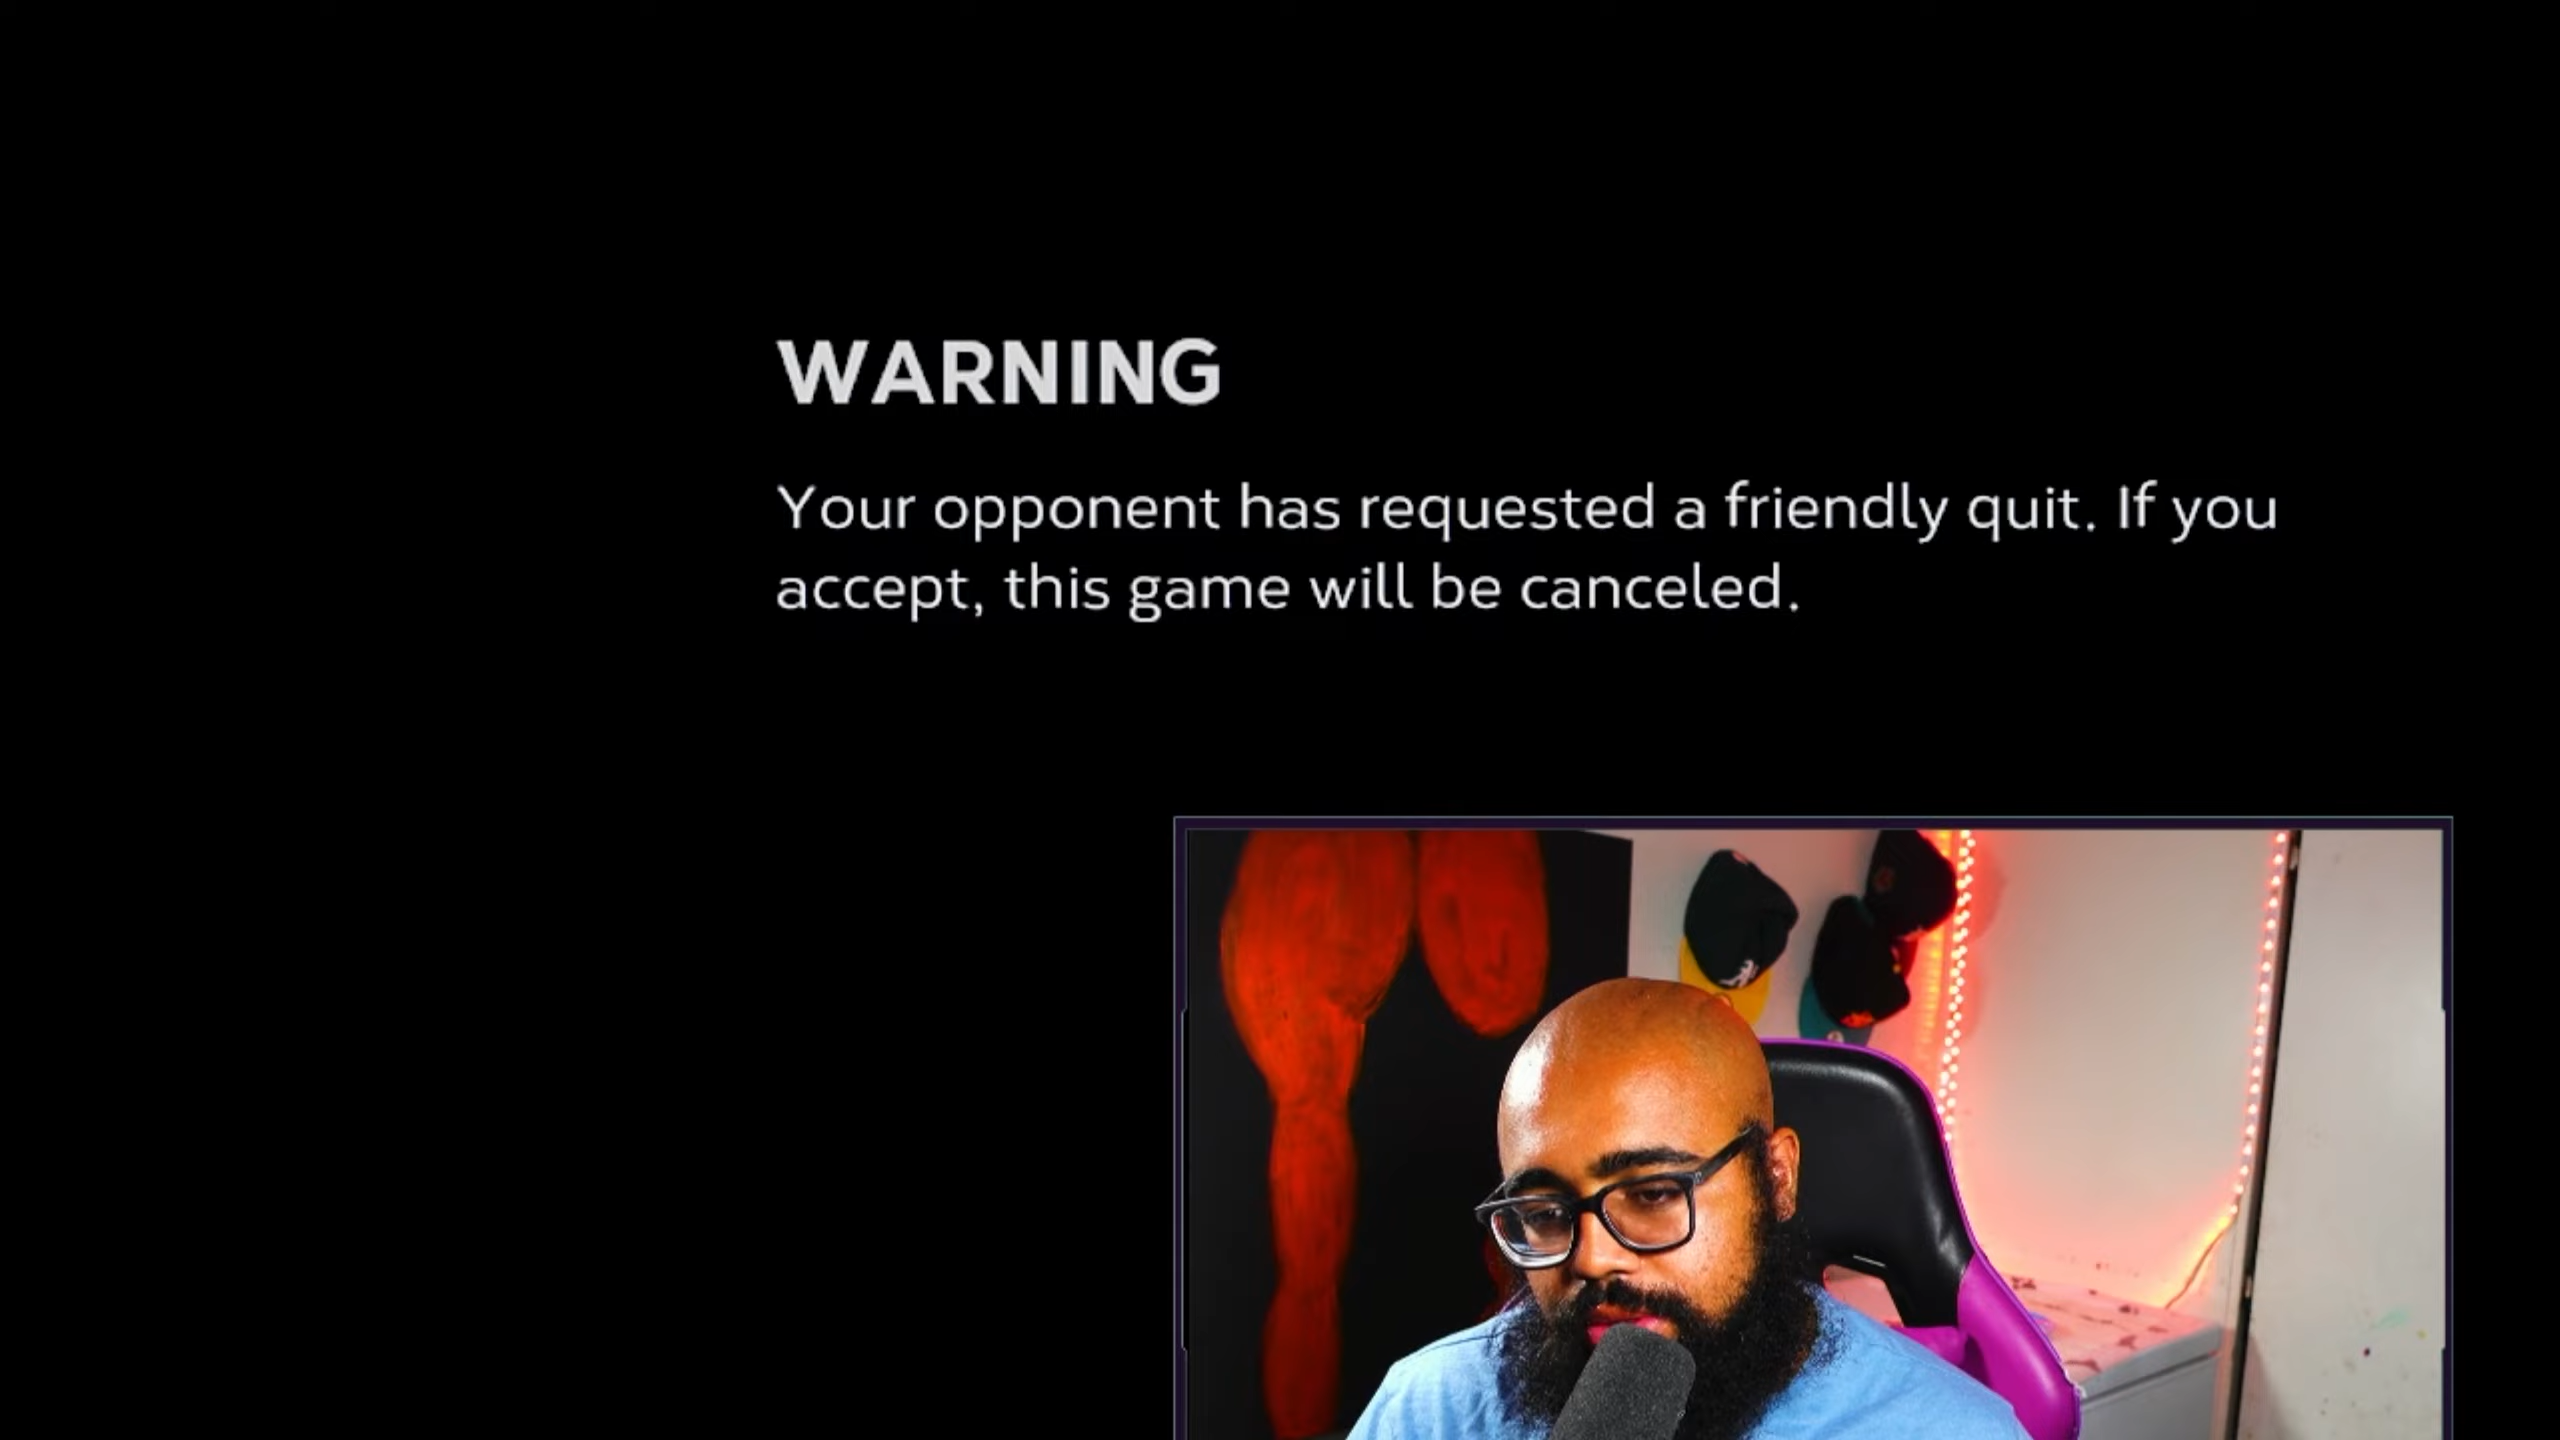 WARNING
Your opponent has requested a friendly quit. If you
accept, this game will be canceled.